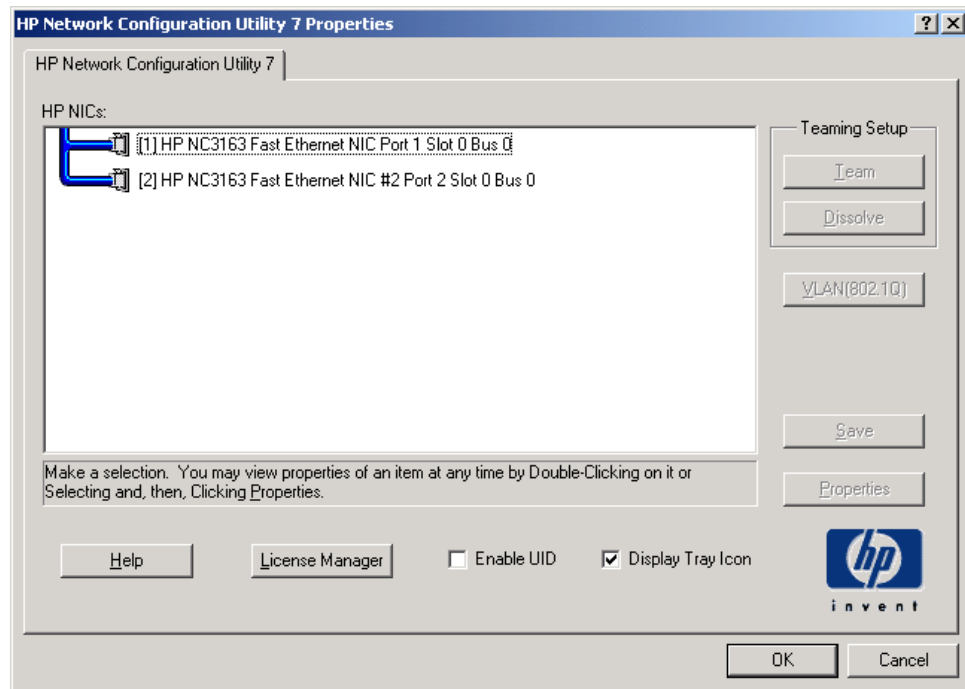 HP Network Configuration Utility 7 Properties
HP Network Configuration Utility 7
HP NICs:
[1] HP NC3163 Fast Ethernet NIC Port 1 Slot 0 Bus 0
[2] HP NC3163 Fast Ethernet NIC #2 Port 2 Slot 0 Bus 0
Teaming Setup
Team
Dissolve
VLAN(802.1Q)
Save
Make a selection. You may view properties of an item at any time by Double-Clicking on it or
Selecting and, then, Clicking Properties.
Properties
Help
License Manager
Enable UID
Display Tray Icon
hp
invent
OK
Cancel